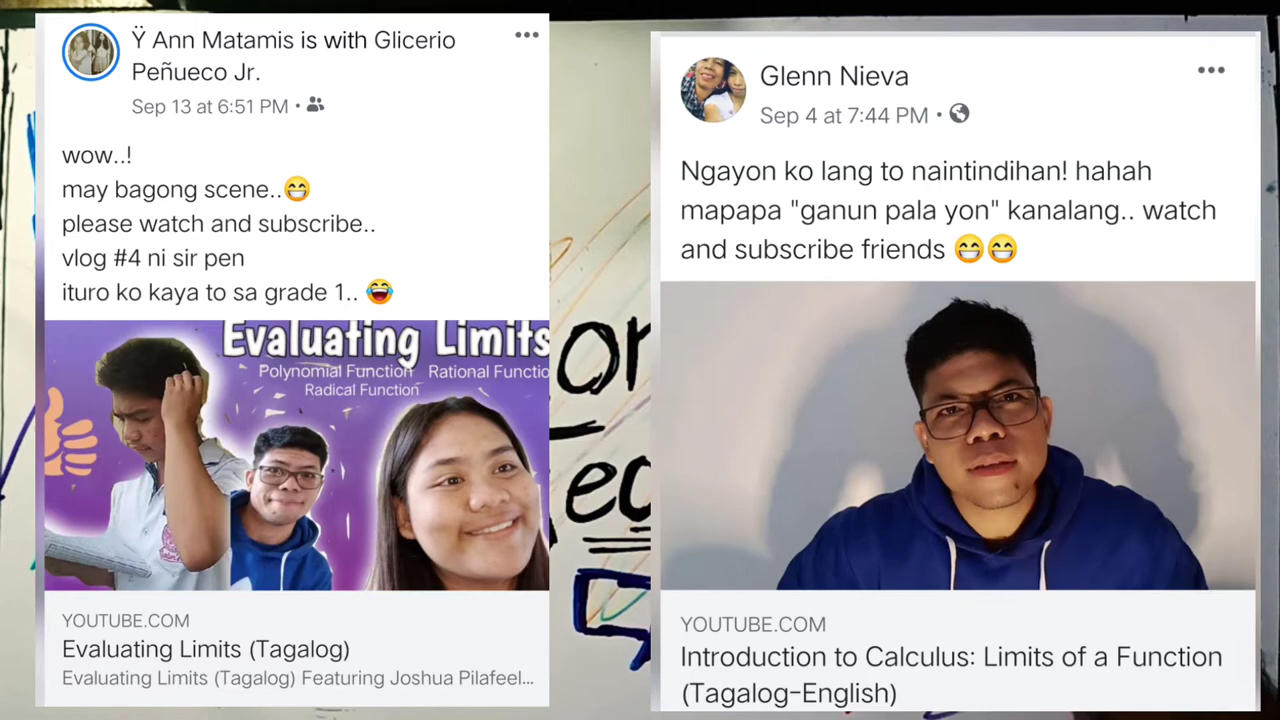 Ÿ Ann Matamis is with Glicerio
Peñueco Jr.
Sep 13 at 6:51 PM
wow..!
may bagong scene..😁
please watch and subscribe..
vlog #4 ni sir pen
ituro ko kaya to sa grade 1.. 😂
Evaluating Limits
Polynomial Function Rational Functio
Radical Function
YOUTUBE.COM
Evaluating Limits (Tagalog)
Evaluating Limits (Tagalog) Featuring Joshua Pilafeel...
Glenn Nieva
Sep 4 at 7:44 PM
Ngayon ko lang to naintindihan! hahah
mapapa "ganun pala yon" kanalang.. watch
and subscribe friends 😁😁
YOUTUBE.COM
Introduction to Calculus: Limits of a Function
(Tagalog-English)